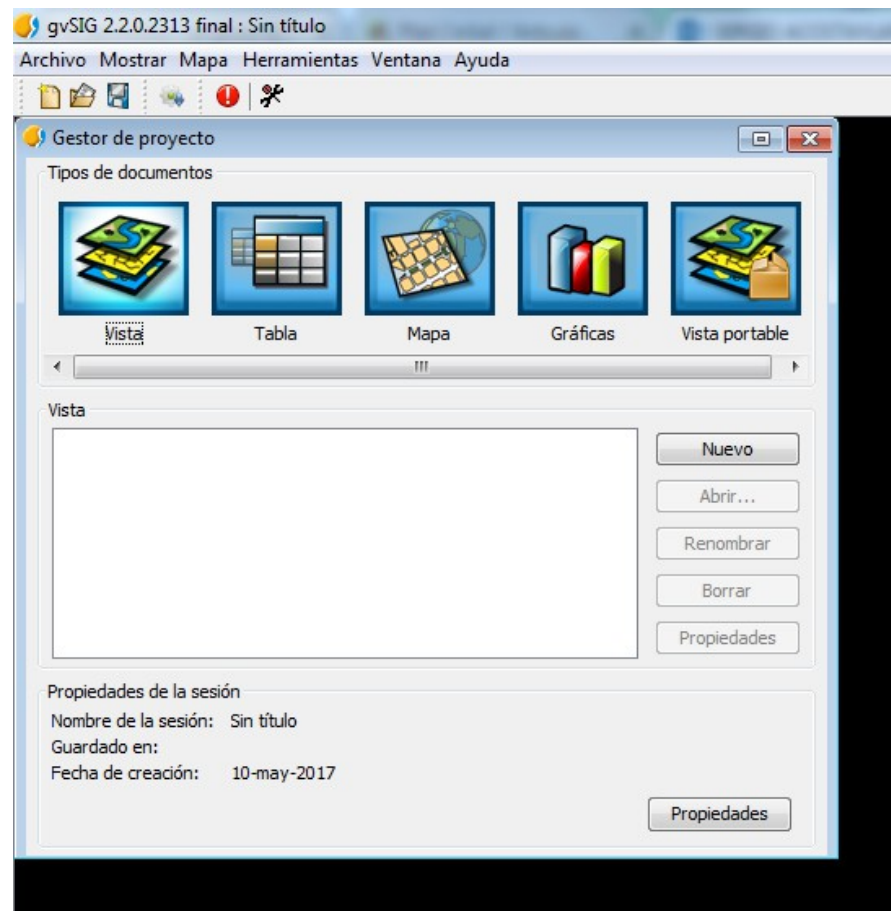 gvSIG 2.2.0.2313 final : Sin título
Archivo Mostrar Mapa Herramientas Ventana Ayuda
Gestor de proyecto
Tipos de documentos
Vista Tabla Mapa Gráficas Vista portable
Vista
Nuevo
Abrir...
Renombrar
Borrar
Propiedades
Propiedades de la sesión
Nombre de la sesión: Sin título
Guardado en:
Fecha de creación: 10-may-2017
Propiedades